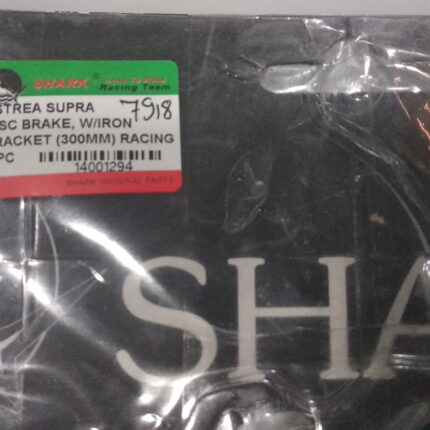 SHARK® Racing Team
STREA SUPRA 7918
SC BRAKE, W/IRON
RACKET (300MM) RACING
PC
14001294
SHARK ORIGINAL PARTS
SHA